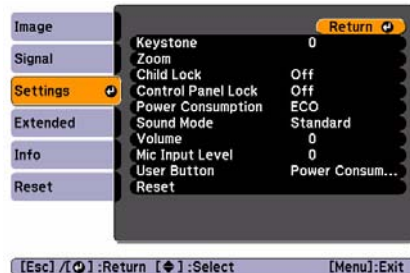 Image
Signal
Settings
Extended
Info
Reset
Return
Keystone 0
Zoom
Child Lock Off
Control Panel Lock Off
Power Consumption ECO
Sound Mode Standard
Volume 0
Mic Input Level 0
User Button Power Consum...
Reset
[Esc] /[ ] :Return [ ] :Select [Menu]:Exit